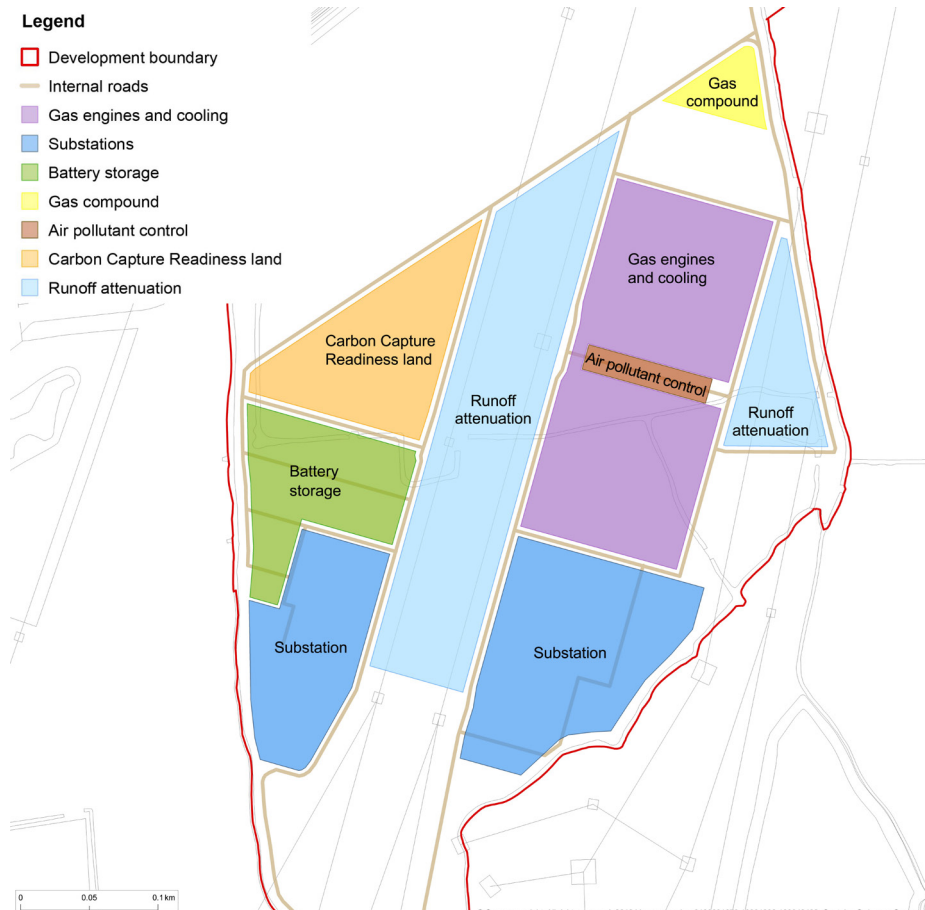 Legend
Development boundary
Internal roads
Gas engines and cooling
Substations
Battery storage
Gas compound
Air pollutant control
Carbon Capture Readiness land
Runoff attenuation
Gas
compound
Gas engines
and cooling
Carbon Capture
Readiness land
Air pollutant control
Runoff
attenuation
Runoff
attenuation
Battery
storage
Substation
Substation
0 0.05 0.1 km